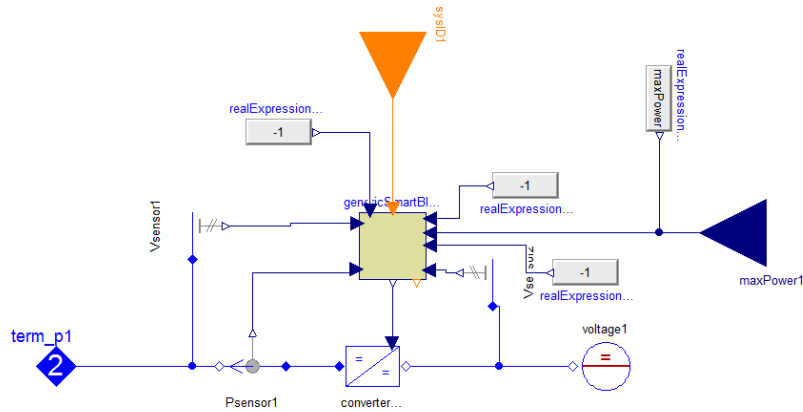 sysID1
realExpression...
maxPower
realExpression...
-1
genericSmartBl...
-1
realExpression...
Vsensor1
-1
realExpression...
maxPower1
term_p1
2
voltage1
=
=
=
n
Psensor1
converter...